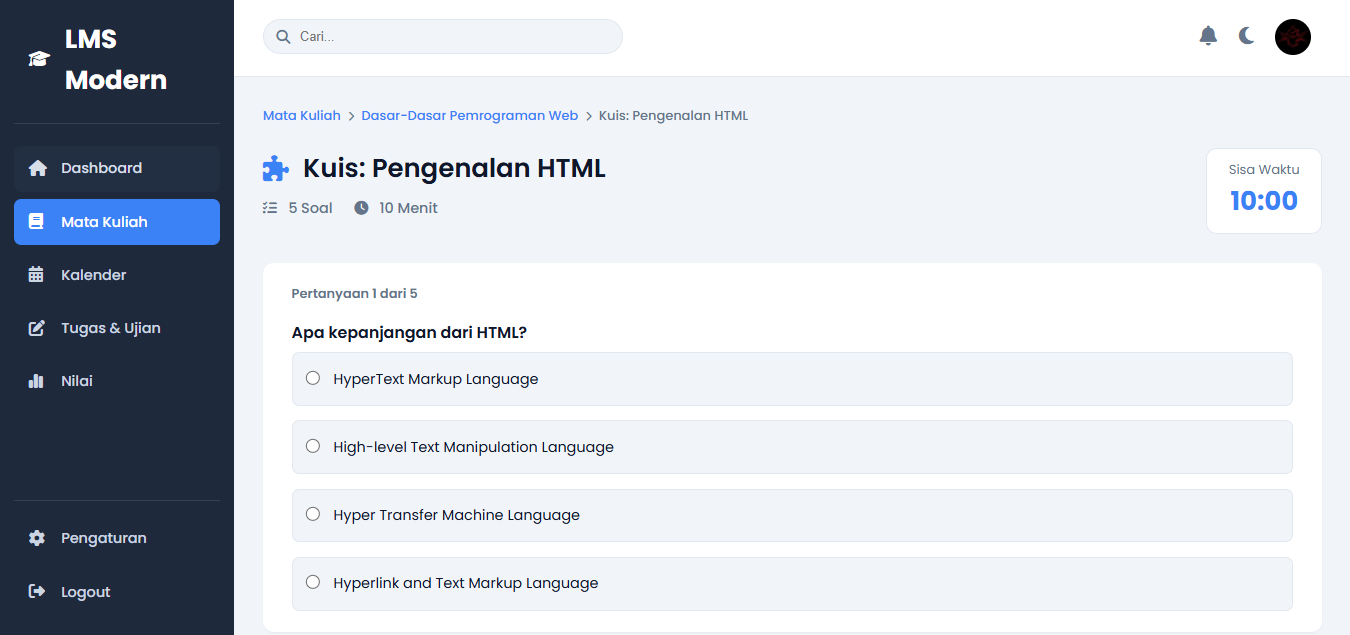 LMS
Modern
Dashboard
Mata Kuliah
Kalender
Tugas & Ujian
Nilai
Pengaturan
Logout
Cari...
Mata Kuliah > Dasar-Dasar Pemrograman Web > Kuis: Pengenalan HTML
Kuis: Pengenalan HTML
5 Soal 10 Menit
Sisa Waktu
10:00
Pertanyaan 1 dari 5
Apa kepanjangan dari HTML?
HyperText Markup Language
High-level Text Manipulation Language
Hyper Transfer Machine Language
Hyperlink and Text Markup Language